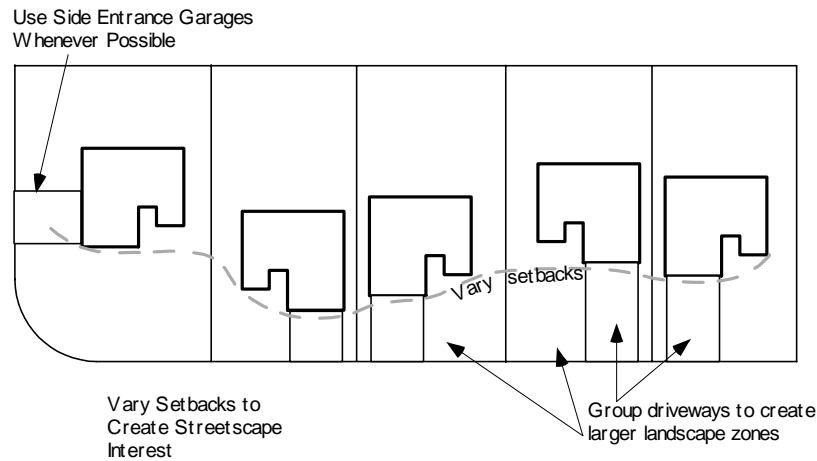 Use Side Entrance Garages
Whenever Possible
Vary setbacks
Vary Setbacks to
Create Streetscape
Interest
Group driveways to create
larger landscape zones